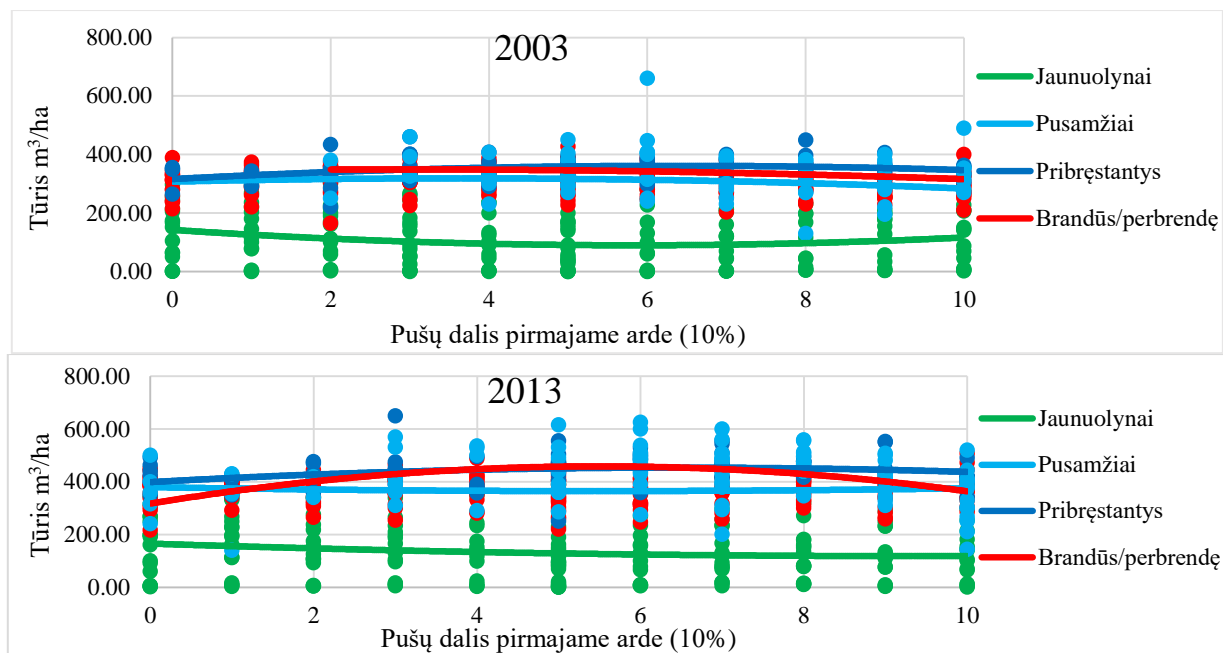 2003
800.00
600.00
400.00
200.00
0.00
Tūris m³/ha
0 2 4 6 8 10
Pušų dalis pirmajame arde (10%)
Jaunuolynai
Pusamžiai
Pribręstantys
Brandūs/perbrendę
2013
800.00
600.00
400.00
200.00
0.00
Tūris m³/ha
0 2 4 6 8 10
Pušų dalis pirmajame arde (10%)
Jaunuolynai
Pusamžiai
Pribręstantys
Brandūs/perbrendę